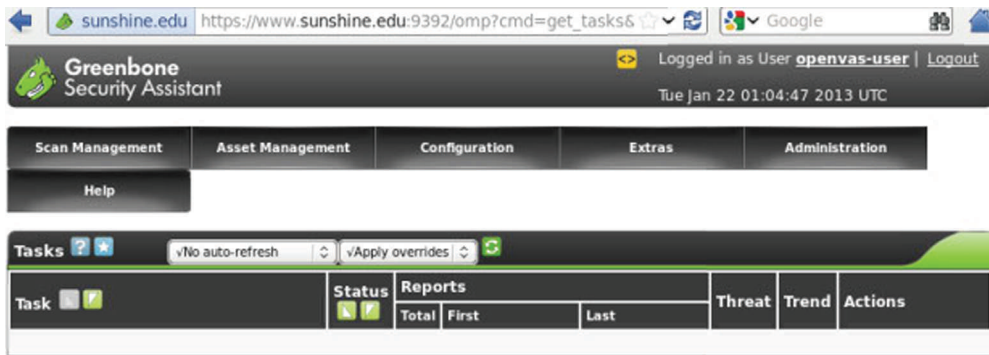 sunshine.edu https://www.sunshine.edu:9392/omp?cmd=get_tasks& Google
Greenbone
Security Assistant
Logged in as User openvas-user | Logout
Tue Jan 22 01:04:47 2013 UTC
Scan Management Asset Management Configuration Extras Administration
Help
Tasks ? √No auto-refresh √Apply overrides
Task Status Reports Threat Trend Actions
Total First Last